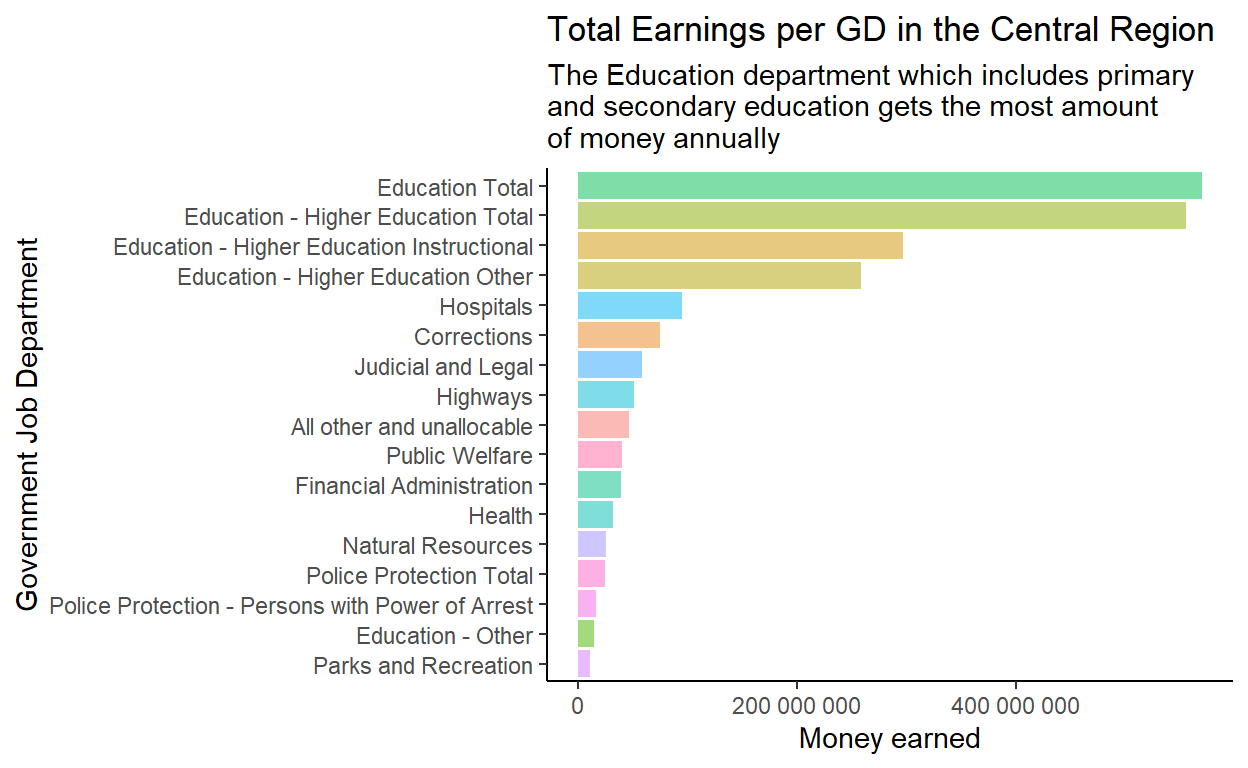 Total Earnings per GD in the Central Region
The Education department which includes primary
and secondary education gets the most amount
of money annually
Government Job Department
Education Total
Education - Higher Education Total
Education - Higher Education Instructional
Education - Higher Education Other
Hospitals
Corrections
Judicial and Legal
Highways
All other and unallocable
Public Welfare
Financial Administration
Health
Natural Resources
Police Protection Total
Police Protection - Persons with Power of Arrest
Education - Other
Parks and Recreation
0 200 000 000 400 000 000
Money earned